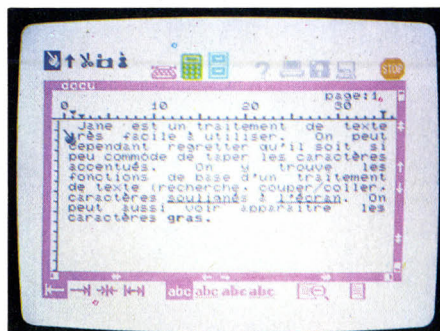 STOP
cccu
page:1
0 10 20 30
Jane est un traitement de texte
très facile à utiliser. On peut
cependant regretter qu'il soit si
peu commode de taper les caractères
accentués. On y trouve les
fonctions de base d'un traitement
de texte (recherche, couper/coller,
caractères soulignés à l'écran. On
peut aussi voir apparaitre les
caractères gras.
abc abc abc abc